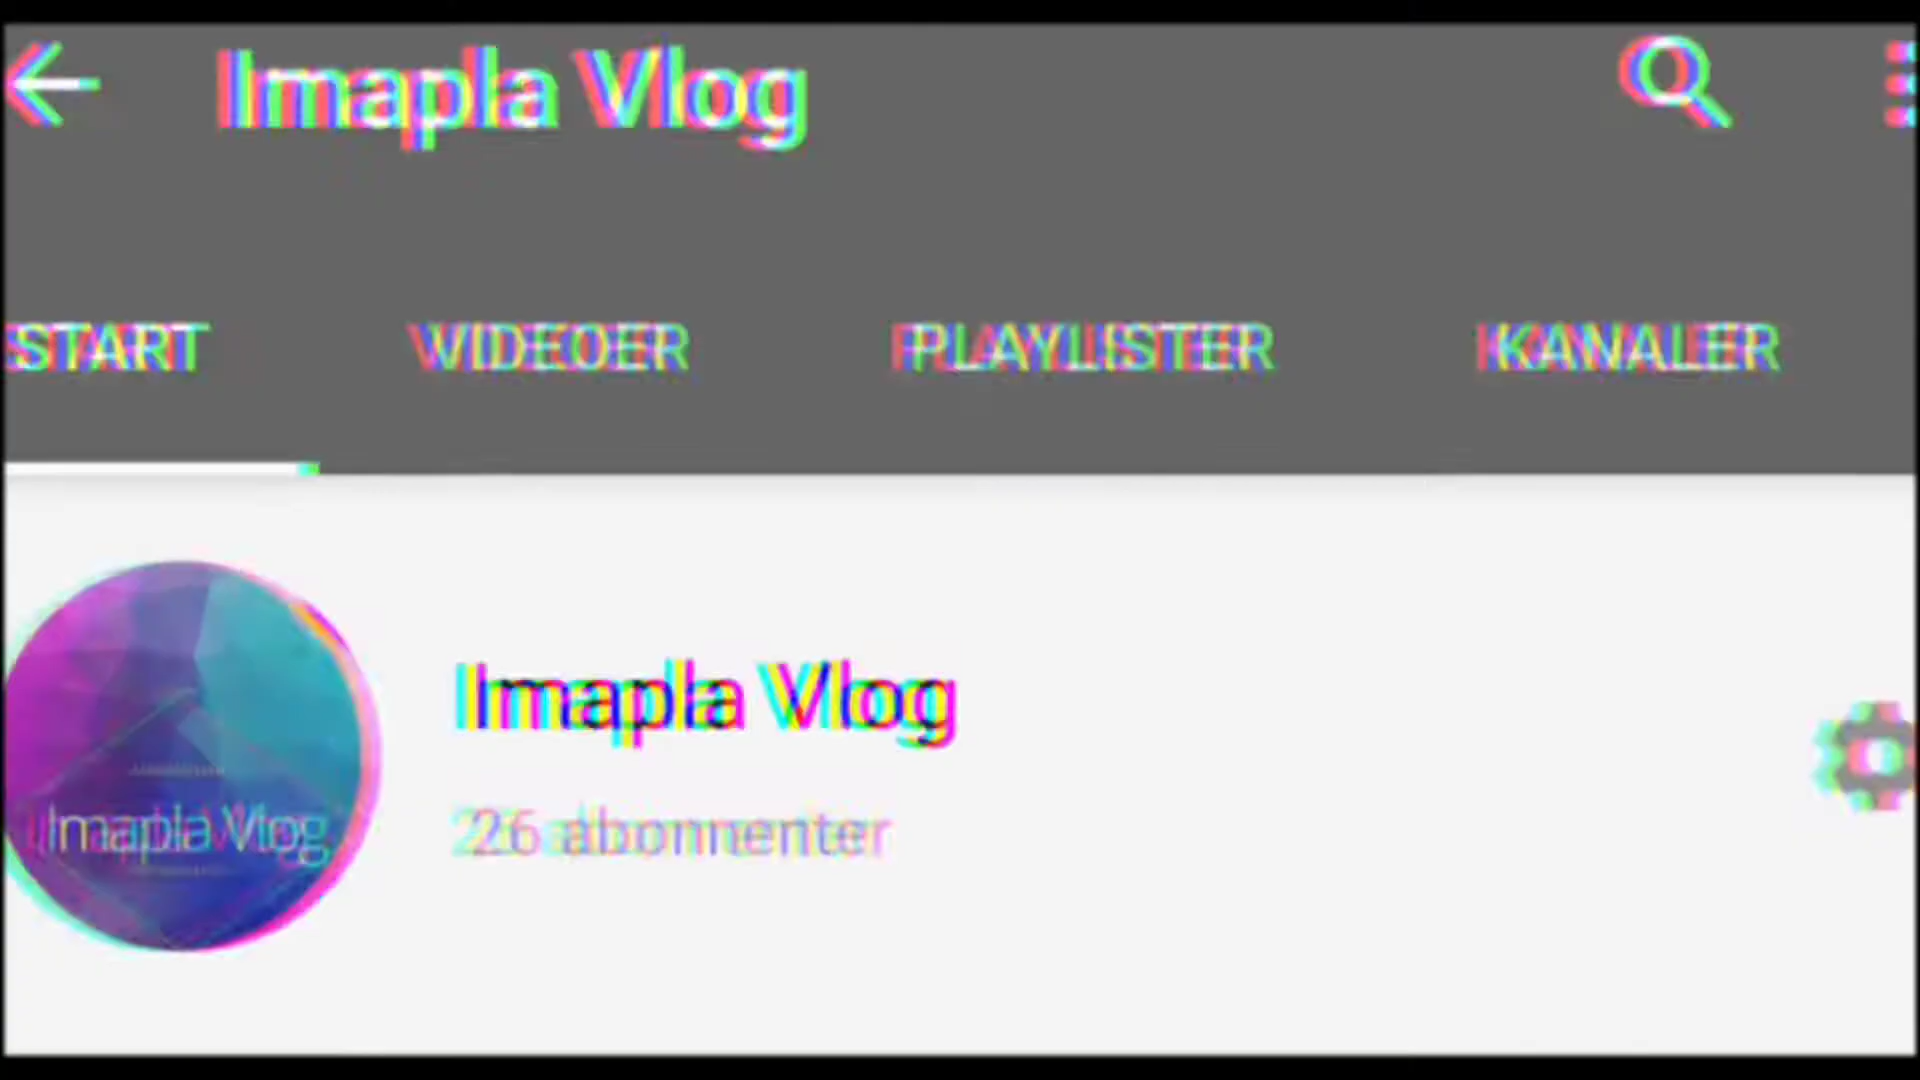 Imapla Vlog
START VIDEOER PLAYLISTER KANALER
Imapla Vlog
26 abonnenter
Imapla Vlog